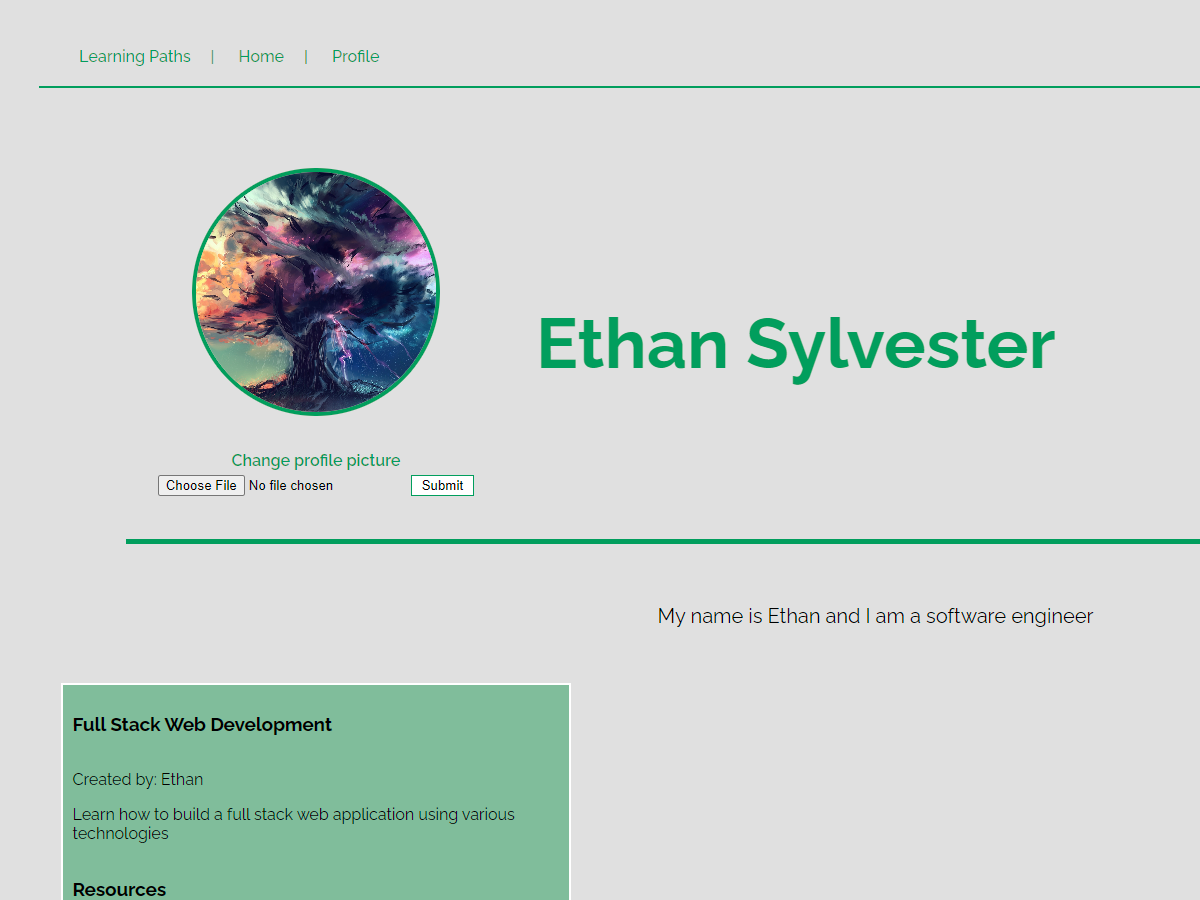 Learning Paths | Home | Profile
Ethan Sylvester
Change profile picture
Choose File No file chosen Submit
My name is Ethan and I am a software engineer
Full Stack Web Development
Created by: Ethan
Learn how to build a full stack web application using various
technologies
Resources